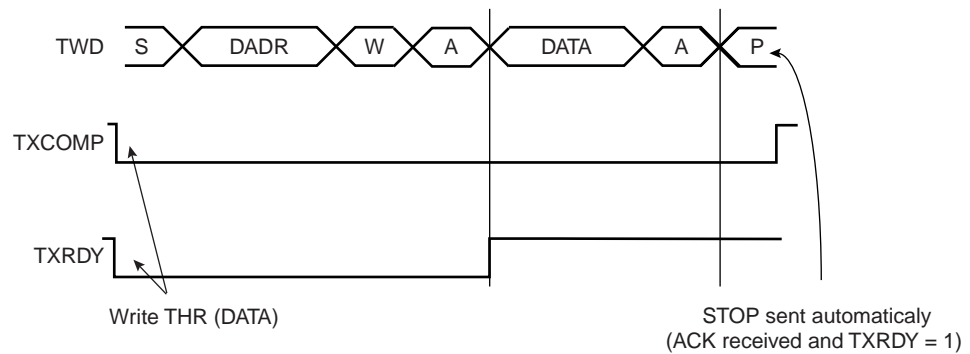 TWD S DADR W A DATA A P
TXCOMP
TXRDY
Write THR (DATA)
STOP sent automaticaly
(ACK received and TXRDY = 1)